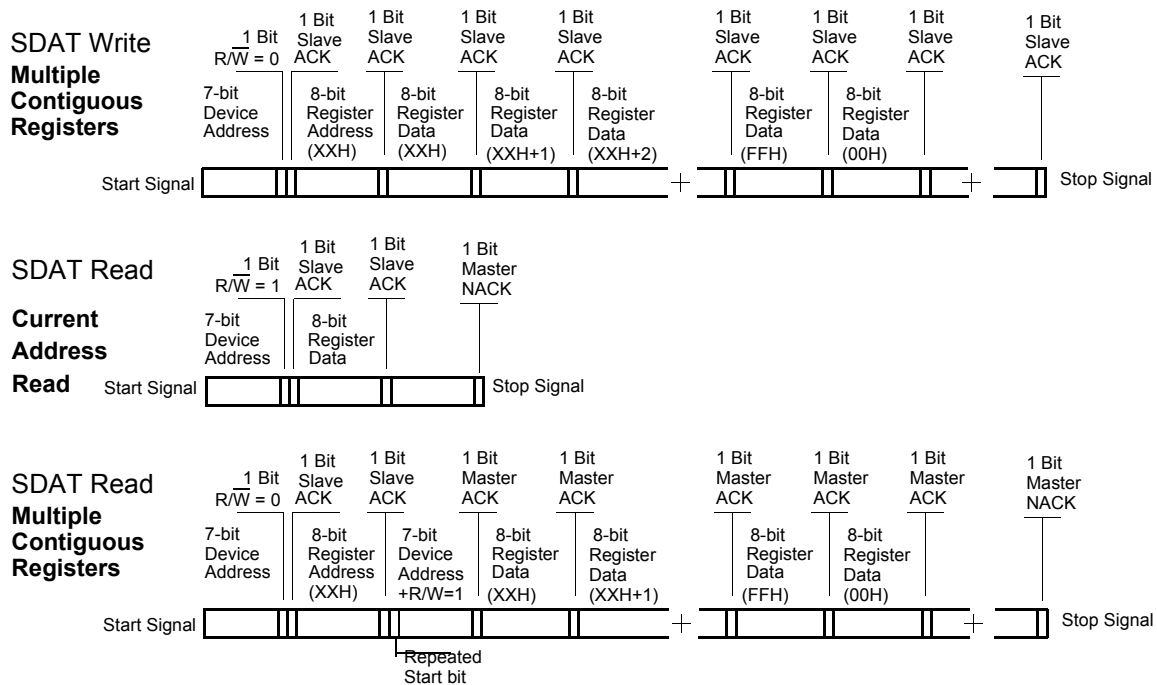 SDAT Write
Multiple
Contiguous
Registers
1 Bit
R/W = 0
1 Bit
Slave
ACK
1 Bit
Slave
ACK
1 Bit
Slave
ACK
1 Bit
Slave
ACK
1 Bit
Slave
ACK
1 Bit
Slave
ACK
1 Bit
Slave
ACK
1 Bit
Slave
ACK
7-bit
Device
Address
8-bit
Register
Address
(XXH)
8-bit
Register
Data
(XXH)
8-bit
Register
Data
(XXH+1)
8-bit
Register
Data
(XXH+2)
8-bit
Register
Data
(FFH)
8-bit
Register
Data
(00H)
Start Signal
Stop Signal
SDAT Read
Current
Address
Read
1 Bit
R/W = 1
1 Bit
Slave
ACK
1 Bit
Slave
ACK
1 Bit
Master
NACK
7-bit
Device
Address
8-bit
Register
Data
Start Signal
Stop Signal
SDAT Read
Multiple
Contiguous
Registers
1 Bit
R/W = 0
1 Bit
Slave
ACK
1 Bit
Slave
ACK
1 Bit
Master
ACK
1 Bit
Master
ACK
1 Bit
Master
ACK
1 Bit
Master
ACK
1 Bit
Master
ACK
1 Bit
Master
NACK
7-bit
Device
Address
8-bit
Register
Address
(XXH)
7-bit
Device
Address
+R/W=1
8-bit
Register
Data
(XXH)
8-bit
Register
Data
(XXH+1)
8-bit
Register
Data
(FFH)
8-bit
Register
Data
(00H)
Start Signal
Stop Signal
Repeated
Start bit